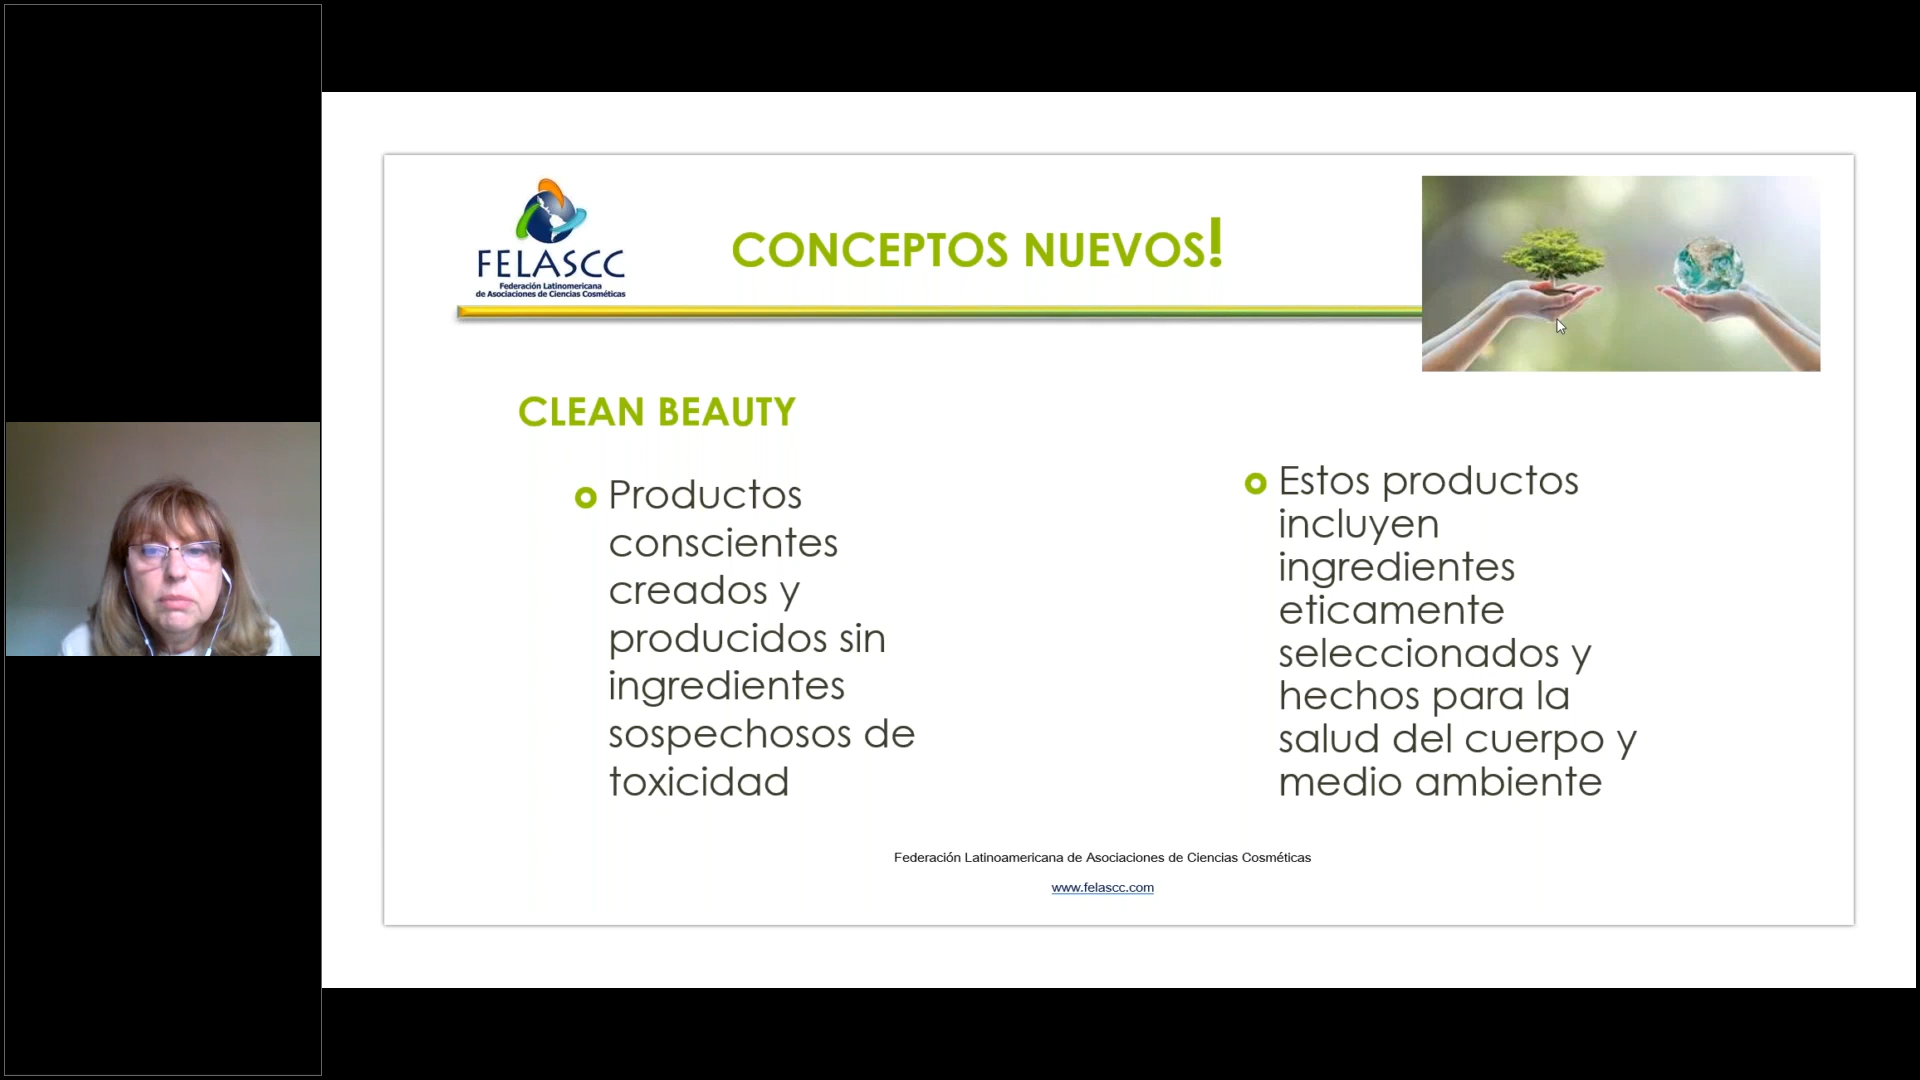 FELASCC
Federación Latinomericana
de Asociaciones de Ciencias Cosméticas
CONCEPTOS NUEVOS!
CLEAN BEAUTY
Productos
conscientes
creados y
producidos sin
ingredientes
sospechosos de
toxicidad
Estos productos
incluyen
ingredientes
eticamente
seleccionados y
hechos para la
salud del cuerpo y
medio ambiente
Federación Latinoamericana de Asociaciones de Ciencias Cosméticas
www.felascc.com